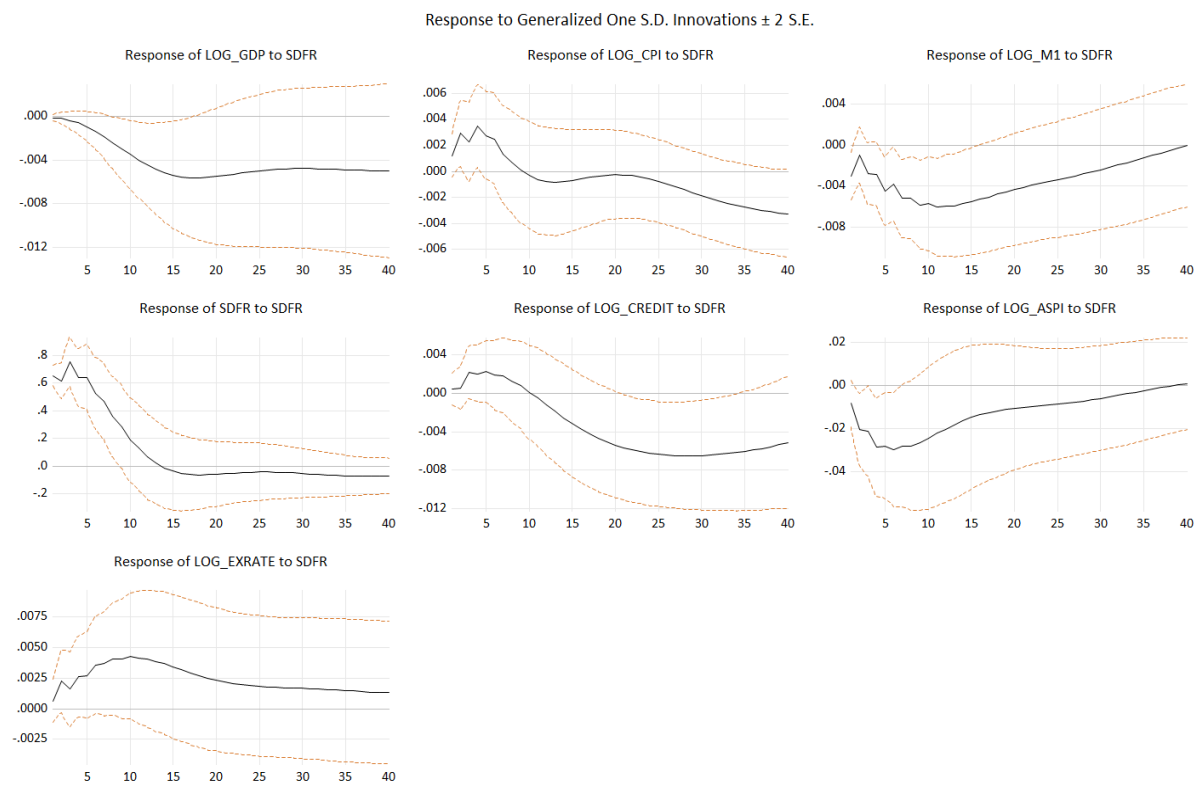 Response to Generalized One S.D. Innovations ± 2 S.E.
Response of LOG_GDP to SDFR
.000
-.004
-.008
-.012
5 10 15 20 25 30 35 40
Response of LOG_CPI to SDFR
.006
.004
.002
.000
-.002
-.004
-.006
5 10 15 20 25 30 35 40
Response of LOG_M1 to SDFR
.004
.000
-.004
-.008
5 10 15 20 25 30 35 40
Response of SDFR to SDFR
.8
.6
.4
.2
.0
-.2
5 10 15 20 25 30 35 40
Response of LOG_CREDIT to SDFR
.004
.000
-.004
-.008
-.012
5 10 15 20 25 30 35 40
Response of LOG_ASPI to SDFR
.02
.00
-.02
-.04
5 10 15 20 25 30 35 40
Response of LOG_EXRATE to SDFR
.0075
.0050
.0025
.0000
-.0025
5 10 15 20 25 30 35 40